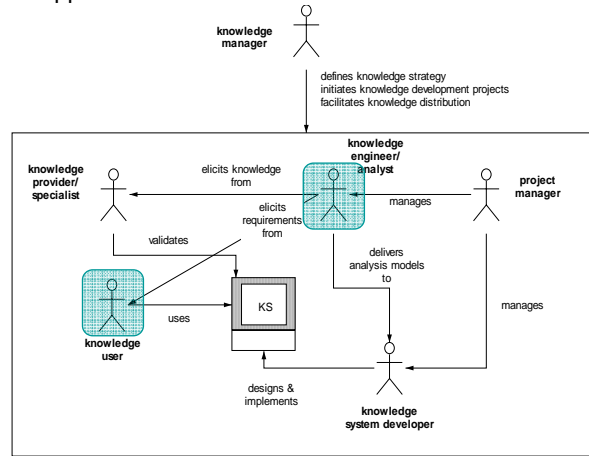 knowledge
manager
defines knowledge strategy
initiates knowledge development projects
facilitates knowledge distribution
knowledge
provider/
specialist
elicits knowledge
from
knowledge
engineer/
analyst
manages
project
manager
elicits
requirements
from
validates
delivers
analysis models
to
manages
KS
uses
knowledge
user
designs &
implements
knowledge
system developer